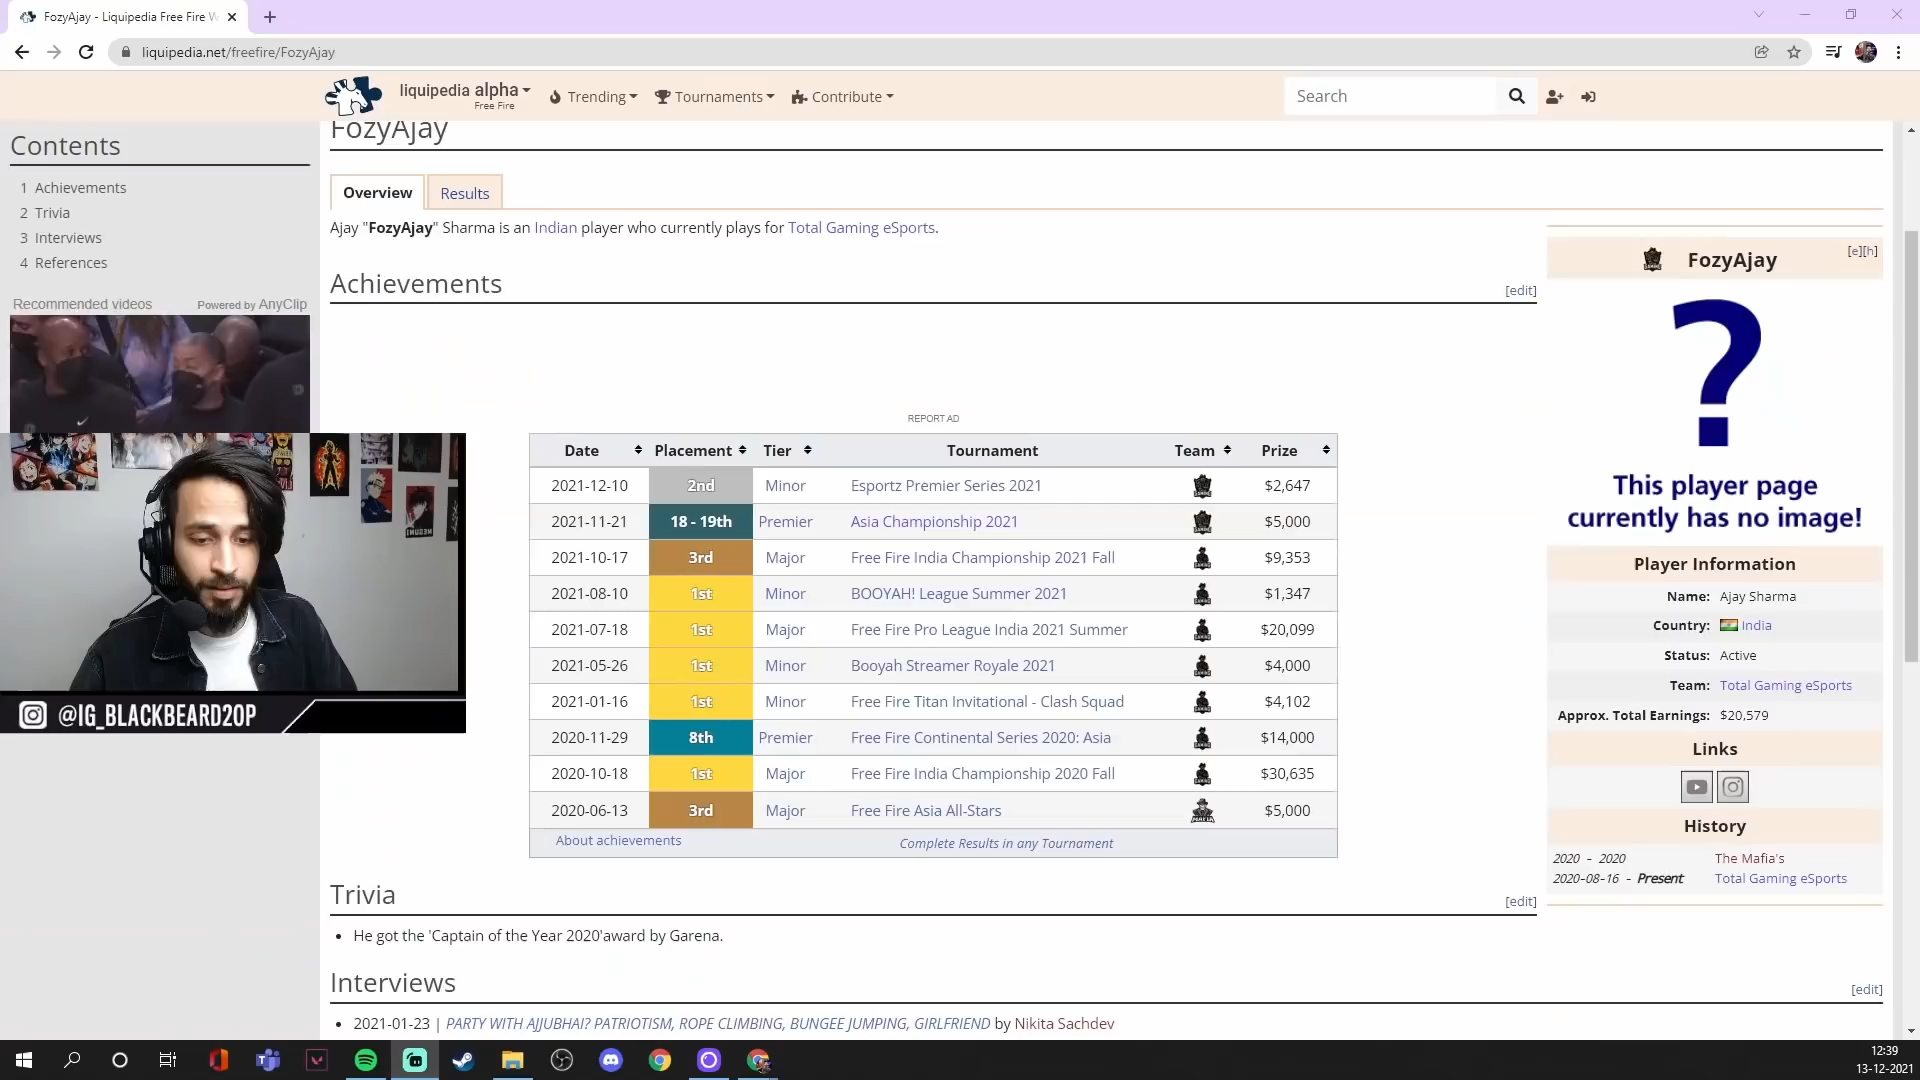 FozyAjay - Liquipedia Free Fire W
liquipedia.net/freefire/FozyAjay
liquipedia alpha
Free Fire
Trending
Tournaments
Contribute
Search
Contents
1 Achievements
2 Trivia
3 Interviews
4 References
Recommended videos Powered by AnyClip
@IG_BLACKBEARD20P
FozyAjay
Overview Results
Ajay "FozyAjay" Sharma is an Indian player who currently plays for Total Gaming eSports.
Achievements [edit]
REPORT AD
Date Placement Tier Tournament Team Prize
2021-12-10 2nd Minor Esportz Premier Series 2021 $2,647
2021-11-21 18 - 19th Premier Asia Championship 2021 $5,000
2021-10-17 3rd Major Free Fire India Championship 2021 Fall $9,353
2021-08-10 1st Minor BOOYAH! League Summer 2021 $1,347
2021-07-18 1st Major Free Fire Pro League India 2021 Summer $20,099
2021-05-26 1st Minor Booyah Streamer Royale 2021 $4,000
2021-01-16 1st Minor Free Fire Titan Invitational - Clash Squad $4,102
2020-11-29 8th Premier Free Fire Continental Series 2020: Asia $14,000
2020-10-18 1st Major Free Fire India Championship 2020 Fall $30,635
2020-06-13 3rd Major Free Fire Asia All-Stars $5,000
About achievements Complete Results in any Tournament
Trivia [edit]
He got the 'Captain of the Year 2020'award by Garena.
Interviews [edit]
2021-01-23 | PARTY WITH AJJUBHAI? PATRIOTISM, ROPE CLIMBING, BUNGEE JUMPING, GIRLFRIEND by Nikita Sachdev
FozyAjay [e][h]
?
This player page
currently has no image!
Player Information
Name: Ajay Sharma
Country: India
Status: Active
Team: Total Gaming eSports
Approx. Total Earnings: $20,579
Links
History
2020 - 2020 The Mafia's
2020-08-16 - Present Total Gaming eSports
12:39
13-12-2021